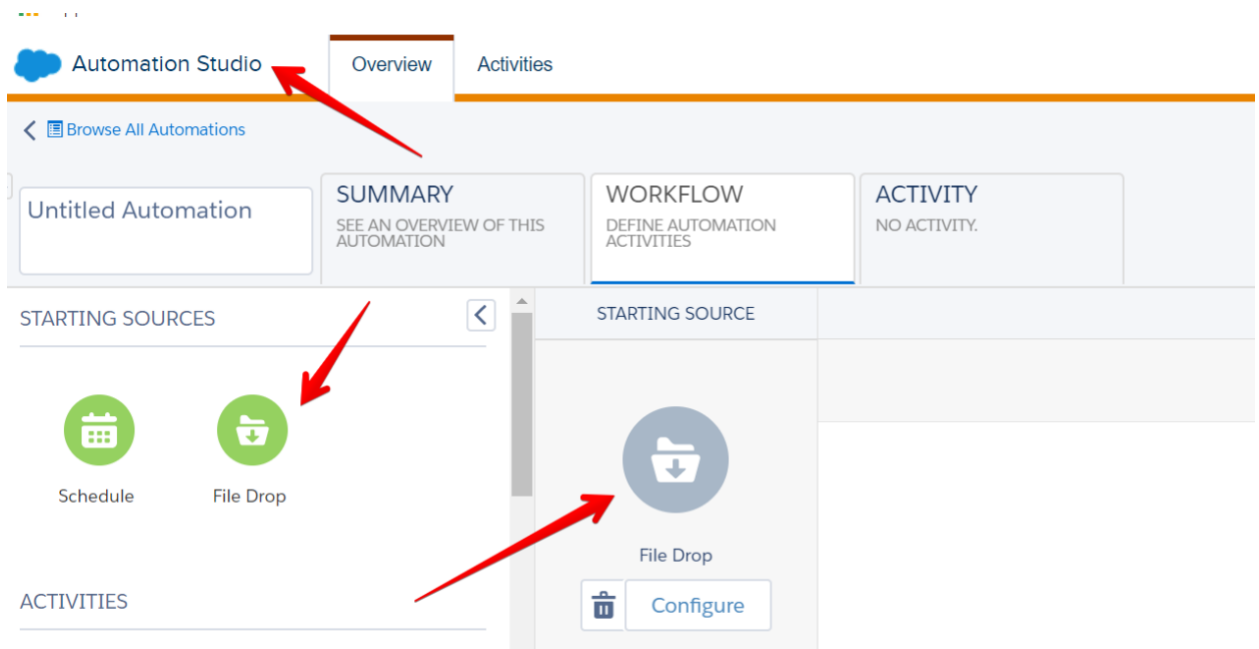 Automation Studio
Overview
Activities
Browse All Automations
Untitled Automation
SUMMARY
SEE AN OVERVIEW OF THIS
AUTOMATION
WORKFLOW
DEFINE AUTOMATION
ACTIVITIES
ACTIVITY
NO ACTIVITY.
STARTING SOURCES
Schedule
File Drop
ACTIVITIES
STARTING SOURCE
File Drop
Configure